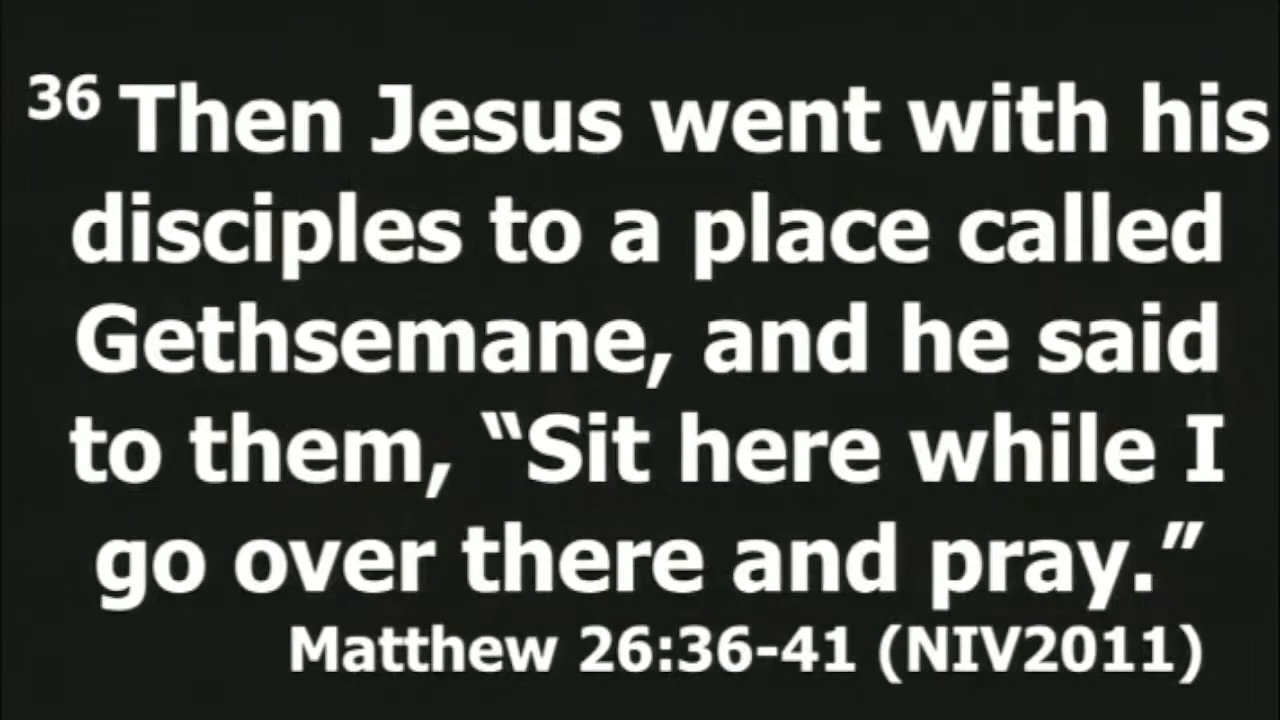 36 Then Jesus went with his
disciples to a place called
Gethsemane, and he said
to them, “Sit here while I
go over there and pray.”
Matthew 26:36-41 (NIV2011)